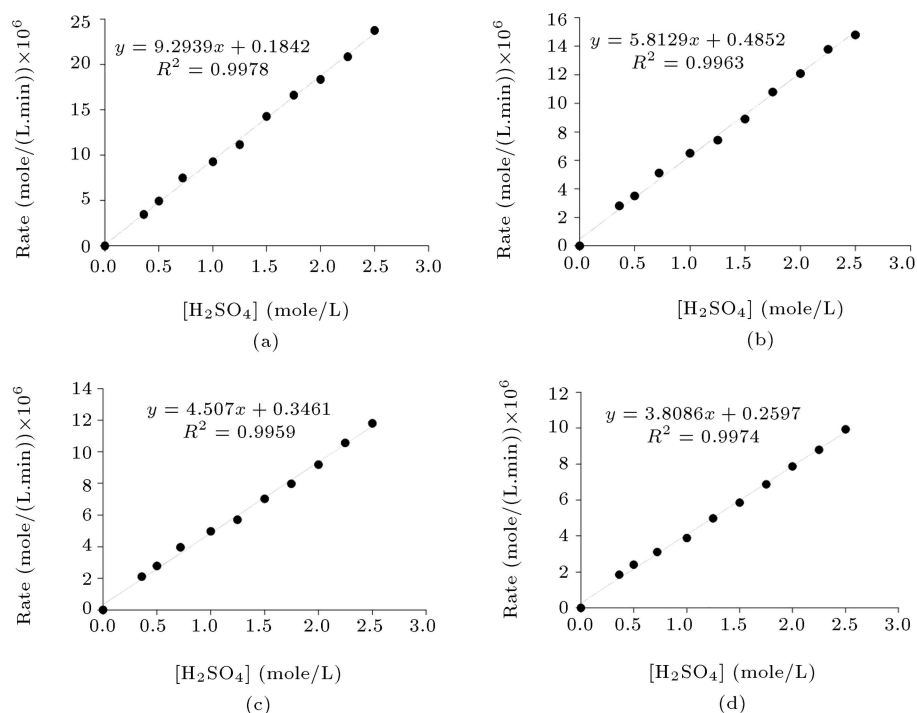 Rate (mole/(L.min))×10⁶
25
20
15
10
5
0
y = 9.2939x + 0.1842
R² = 0.9978
0.0 0.5 1.0 1.5 2.0 2.5 3.0
[H₂SO₄] (mole/L)
(a)
Rate (mole/(L.min))×10⁶
16
14
12
10
8
6
4
2
0
y = 5.8129x + 0.4852
R² = 0.9963
0.0 0.5 1.0 1.5 2.0 2.5 3.0
[H₂SO₄] (mole/L)
(b)
Rate (mole/(L.min))×10⁶
14
12
10
8
6
4
2
0
y = 4.507x + 0.3461
R² = 0.9959
0.0 0.5 1.0 1.5 2.0 2.5 3.0
[H₂SO₄] (mole/L)
(c)
Rate (mole/(L.min))×10⁶
12
10
8
6
4
2
0
y = 3.8086x + 0.2597
R² = 0.9974
0.0 0.5 1.0 1.5 2.0 2.5 3.0
[H₂SO₄] (mole/L)
(d)